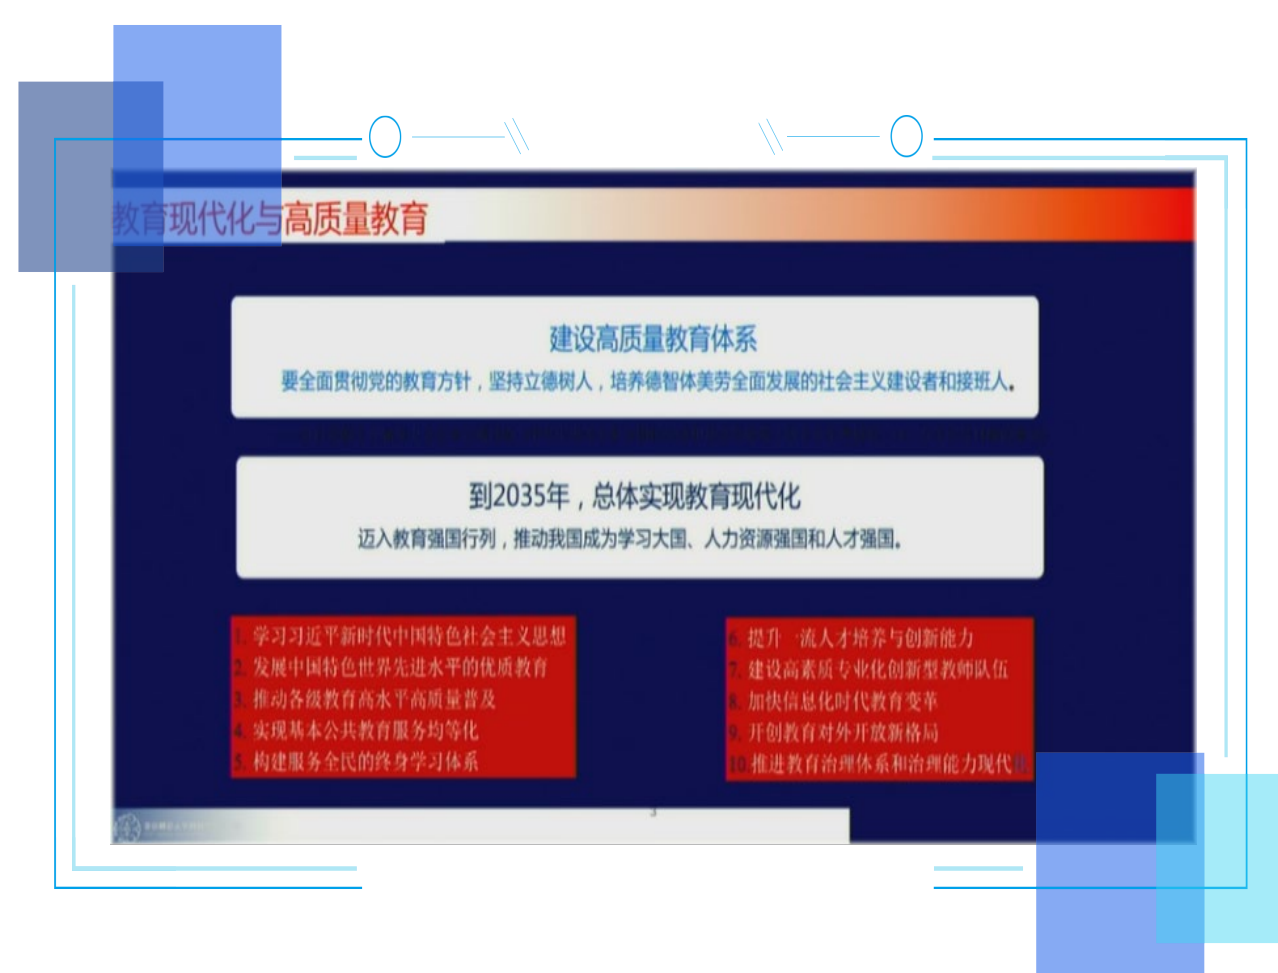 教育现代化与高质量教育
建设高质量教育体系
要全面贯彻党的教育方针，坚持立德树人，培养德智体美劳全面发展的社会主义建设者和接班人。
到2035年，总体实现教育现代化
迈入教育强国行列，推动我国成为学习大国、人力资源强国和人才强国。
1. 学习习近平新时代中国特色社会主义思想
2. 发展中国特色世界先进水平的优质教育
3. 推动各级教育高水平高质量普及
4. 实现基本公共教育服务均等化
5. 构建服务全民的终身学习体系
6. 提升一流人才培养与创新能力
7. 建设高素质专业化创新型教师队伍
8. 加快信息化时代教育变革
9. 开创教育对外开放新格局
10.推进教育治理体系和治理能力现代化
3